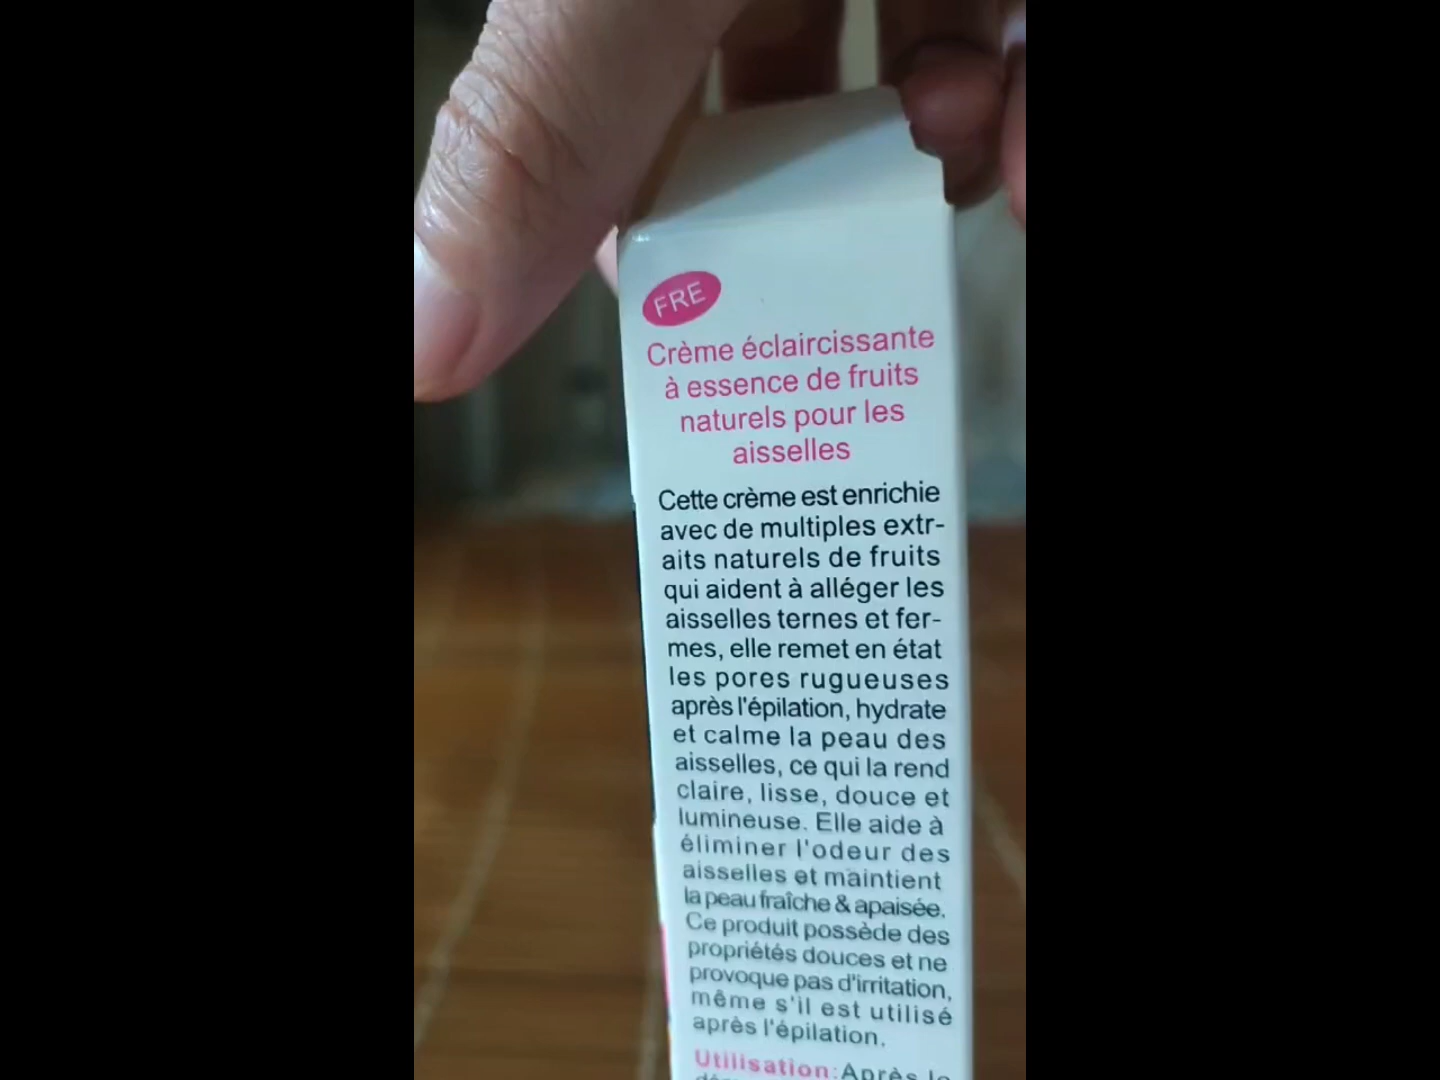 FRE
Crème éclaircissante
à essence de fruits
naturels pour les
aisselles
Cette crème est enrichie
avec de multiples extr-
aits naturels de fruits
qui aident à alléger les
aisselles ternes et fer-
mes, elle remet en état
les pores rugueuses
après l'épilation, hydrate
et calme la peau des
aisselles, ce qui la rend
claire, lisse, douce et
lumineuse. Elle aide à
éliminer l'odeur des
aisselles et maintient
la peau fraîche & apaisée.
Ce produit possède des
propriétés douces et ne
provoque pas d'irritation,
même s'il est utilisé
après l'épilation.
Utilisation:Après le